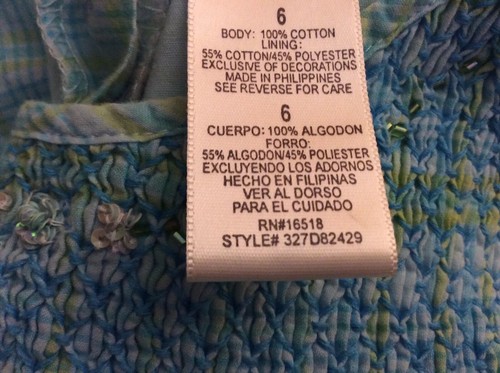 6
BODY: 100% COTTON
LINING:
55% COTTON/45% POLYESTER
EXCLUSIVE OF DECORATIONS
MADE IN PHILIPPINES
SEE REVERSE FOR CARE
6
CUERPO: 100% ALGODON
FORRO:
55% ALGODON/45% POLIESTER
EXCLUYENDO LOS ADORNOS
HECHO EN FILIPINAS
VER AL DORSO
PARA EL CUIDADO
RN#16518
STYLE# 327D82429